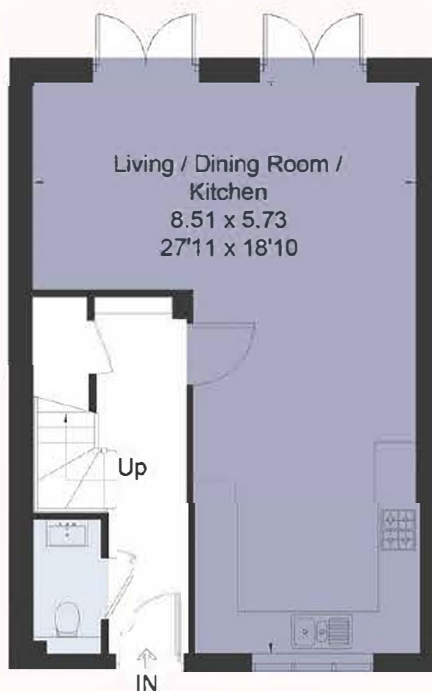 Living / Dining Room /
Kitchen
8.51 x 5.73
27'11 x 18'10
Up
IN